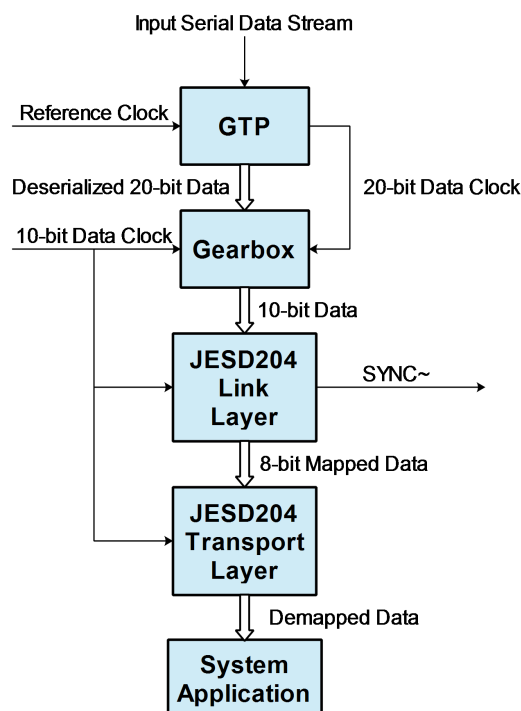 Input Serial Data Stream
Reference Clock
GTP
Deserialized 20-bit Data
20-bit Data Clock
10-bit Data Clock
Gearbox
10-bit Data
JESD204
Link
Layer
SYNC~
8-bit Mapped Data
JESD204
Transport
Layer
Demapped Data
System
Application